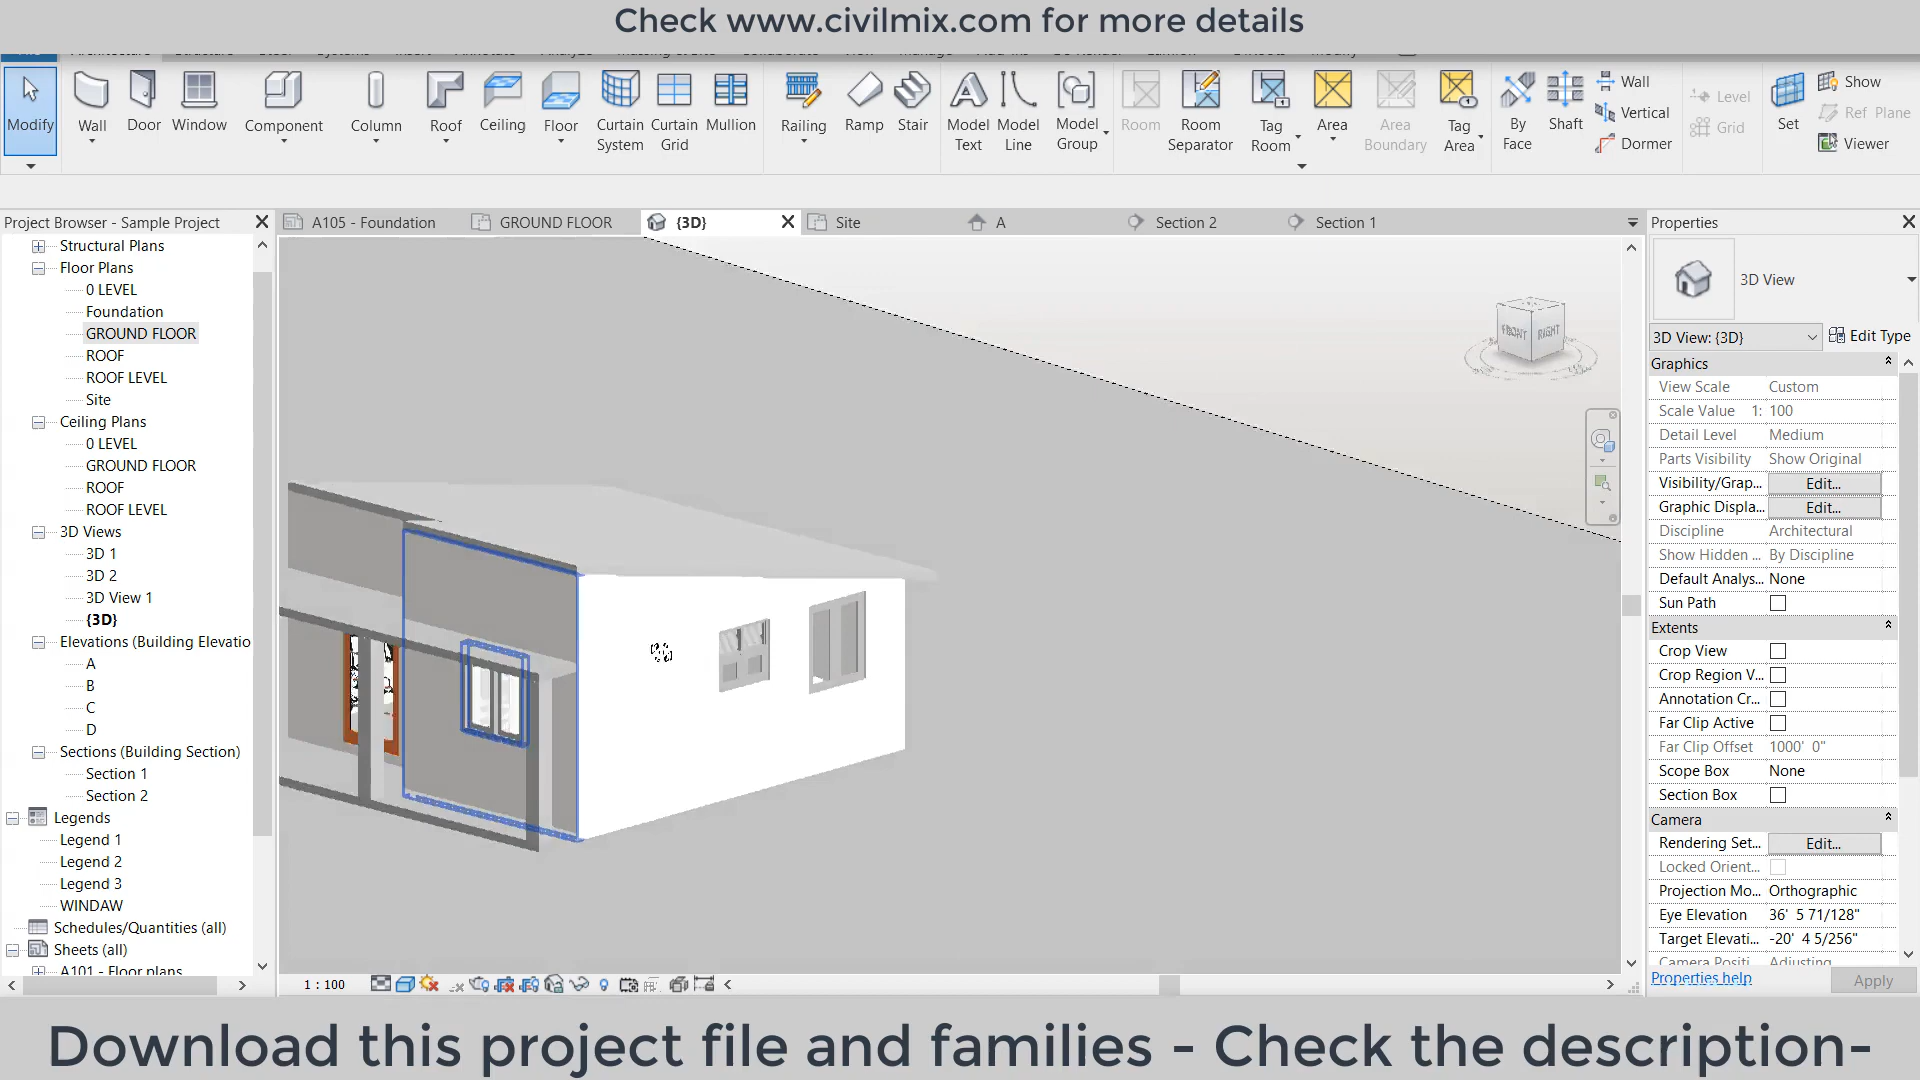 Check www.civilmix.com for more details
Modify
Wall
Door
Window
Component
Column
Roof
Ceiling
Floor
Curtain System
Curtain Grid
Mullion
Railing
Ramp
Stair
Model Text
Model Line
Model Group
Room
Room Separator
Tag Room
Area
Area Boundary
Tag Area
By Face
Shaft
Wall
Vertical
Dormer
Level
Grid
Set
Show
Ref Plane
Viewer
Project Browser - Sample Project
A105 - Foundation
GROUND FLOOR
{3D}
Site
A
Section 2
Section 1
Structural Plans
Floor Plans
0 LEVEL
Foundation
GROUND FLOOR
ROOF
ROOF LEVEL
Site
Ceiling Plans
0 LEVEL
GROUND FLOOR
ROOF
ROOF LEVEL
3D Views
3D 1
3D 2
3D View 1
{3D}
Elevations (Building Elevatio
A
B
C
D
Sections (Building Section)
Section 1
Section 2
Legends
Legend 1
Legend 2
Legend 3
WINDAW
Schedules/Quantities (all)
Sheets (all)
A101 - Floor plans
FRONT
RIGHT
1 : 100
Properties
3D View
3D View: {3D}
Edit Type
Graphics
View Scale Custom
Scale Value 1: 100
Detail Level Medium
Parts Visibility Show Original
Visibility/Grap... Edit...
Graphic Displa... Edit...
Discipline Architectural
Show Hidden ... By Discipline
Default Analys... None
Sun Path
Extents
Crop View
Crop Region V...
Annotation Cr...
Far Clip Active
Far Clip Offset 1000' 0"
Scope Box None
Section Box
Camera
Rendering Set... Edit...
Locked Orient...
Projection Mo... Orthographic
Eye Elevation 36' 5 71/128"
Target Elevati... -20' 4 5/256"
Camera Positi... Adjusting
Properties help
Apply
Download this project file and families - Check the description-